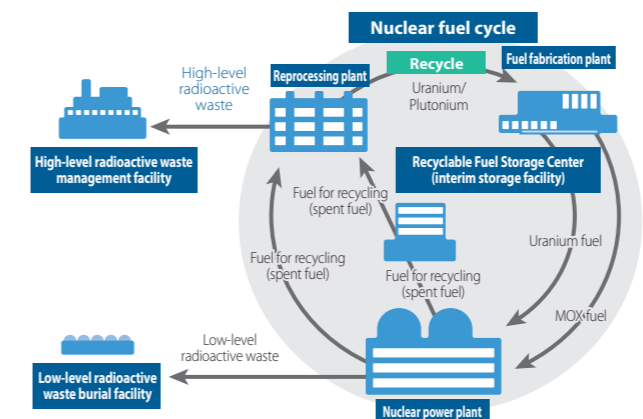 Nuclear fuel cycle
Recycle
Fuel fabrication plant
High-level
radioactive
waste
Reprocessing plant
Uranium/
Plutonium
High-level radioactive waste
management facility
Recyclable Fuel Storage Center
(interim storage facility)
Fuel for recycling
(spent fuel)
Uranium fuel
Fuel for recycling
(spent fuel)
Fuel for recycling
(spent fuel)
MOX fuel
Low-level
radioactive waste
Low-level radioactive
waste burial facility
Nuclear power plant